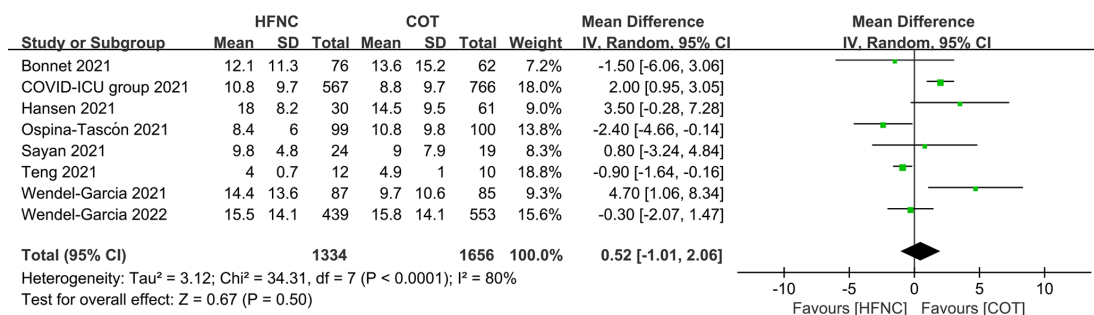 HFNC COT Mean Difference Mean Difference
Study or Subgroup Mean SD Total Mean SD Total Weight IV, Random, 95% CI IV, Random, 95% CI
Bonnet 2021 12.1 11.3 76 13.6 15.2 62 7.2% -1.50 [-6.06, 3.06]
COVID-ICU group 2021 10.8 9.7 567 8.8 9.7 766 18.0% 2.00 [0.95, 3.05]
Hansen 2021 18 8.2 30 14.5 9.5 61 9.0% 3.50 [-0.28, 7.28]
Ospina-Tascón 2021 8.4 6 99 10.8 9.8 100 13.8% -2.40 [-4.66, -0.14]
Sayan 2021 9.8 4.8 24 9 7.9 19 8.3% 0.80 [-3.24, 4.84]
Teng 2021 4 0.7 12 4.9 1 10 18.8% -0.90 [-1.64, -0.16]
Wendel-Garcia 2021 14.4 13.6 87 9.7 10.6 85 9.3% 4.70 [1.06, 8.34]
Wendel-Garcia 2022 15.5 14.1 439 15.8 14.1 553 15.6% -0.30 [-2.07, 1.47]
Total (95% CI) 1334 1656 100.0% 0.52 [-1.01, 2.06]
Heterogeneity: Tau² = 3.12; Chi² = 34.31, df = 7 (P < 0.0001); I² = 80%
Test for overall effect: Z = 0.67 (P = 0.50)
-10 -5 0 5 10
Favours [HFNC] Favours [COT]